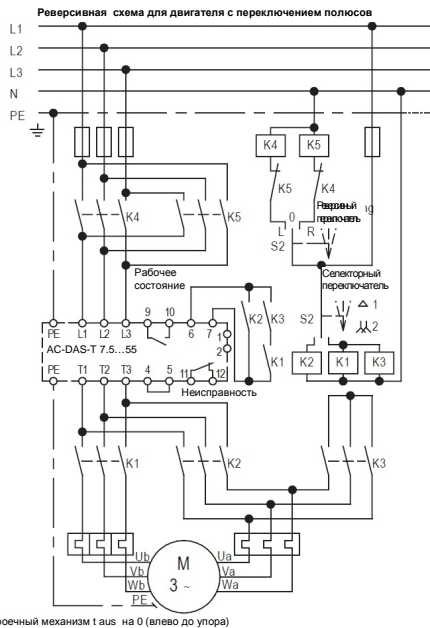 Реверсивная схема для двигателя с переключением полюсов
L1
L2
L3
N
PE
K4 K5
K5 K4
L 0 R
S2
K4 K5
Рабочее
состояние
Селекторный
переключатель
9 10
PE L1 L2 L3 6 7
1
2
AC-DAS-T 7.5...55
K2 K3
K1
S2
1
2
K2 K1 K3
PE T1 T2 T3 4 5 11 12
Неисправность
K1 K2 K3
Ub Ua
Vb Va
Wb Wa
PE
M
3 ~
роечный механизм t aus на 0 (влево до упора)